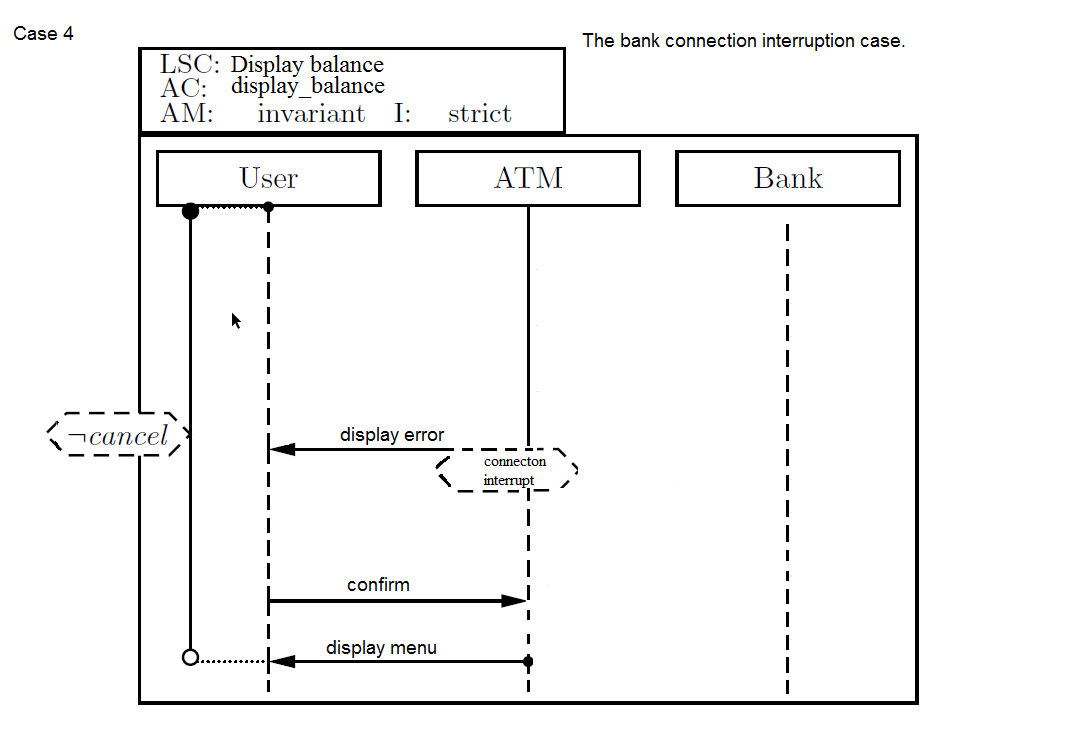 Case 4
The bank connection interruption case.
LSC: Display balance
AC: display_balance
AM: invariant I: strict
User
ATM
Bank
¬cancel
display error
connecton
interrupt
confirm
display menu